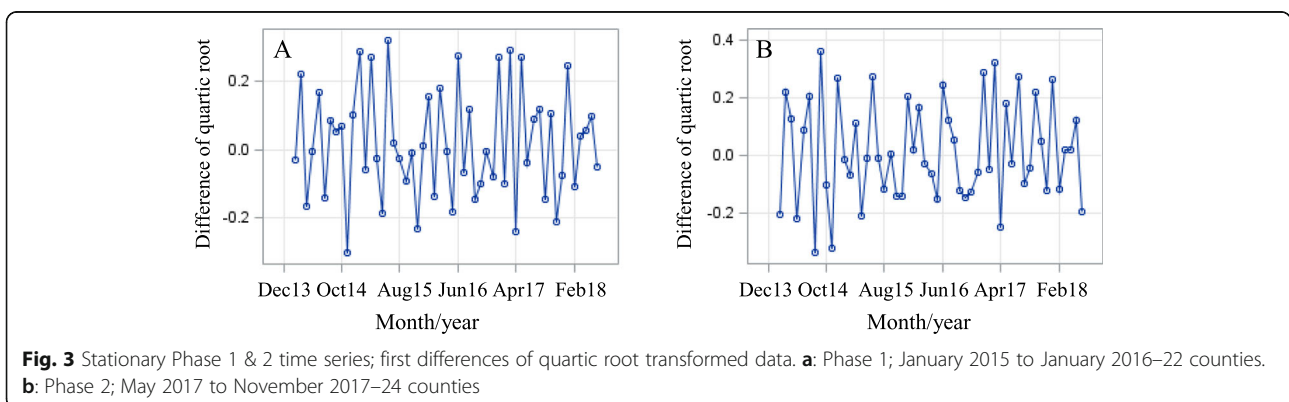 A
B
Difference of quartic root
0.2
0.0
-0.2
Dec13 Oct14 Aug15 Jun16 Apr17 Feb18
Month/year
Difference of quartic root
0.4
0.2
0.0
-0.2
Dec13 Oct14 Aug15 Jun16 Apr17 Feb18
Month/year
Fig. 3 Stationary Phase 1 & 2 time series; first differences of quartic root transformed data. a: Phase 1; January 2015 to January 2016–22 counties.
b: Phase 2; May 2017 to November 2017–24 counties